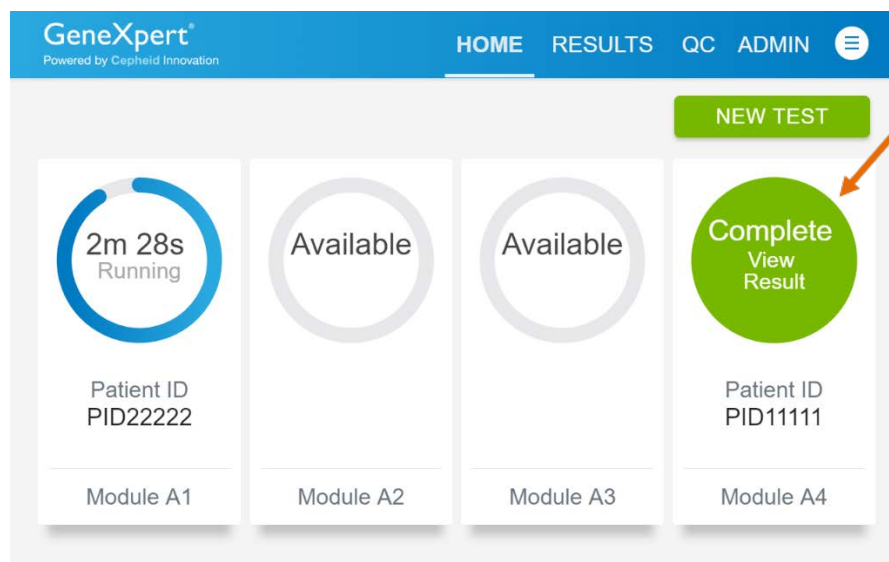 GeneXpert®
Powered by Cepheid Innovation
HOME RESULTS QC ADMIN
NEW TEST
2m 28s
Running
Patient ID
PID22222
Module A1
Available
Module A2
Available
Module A3
Complete
View
Result
Patient ID
PID11111
Module A4